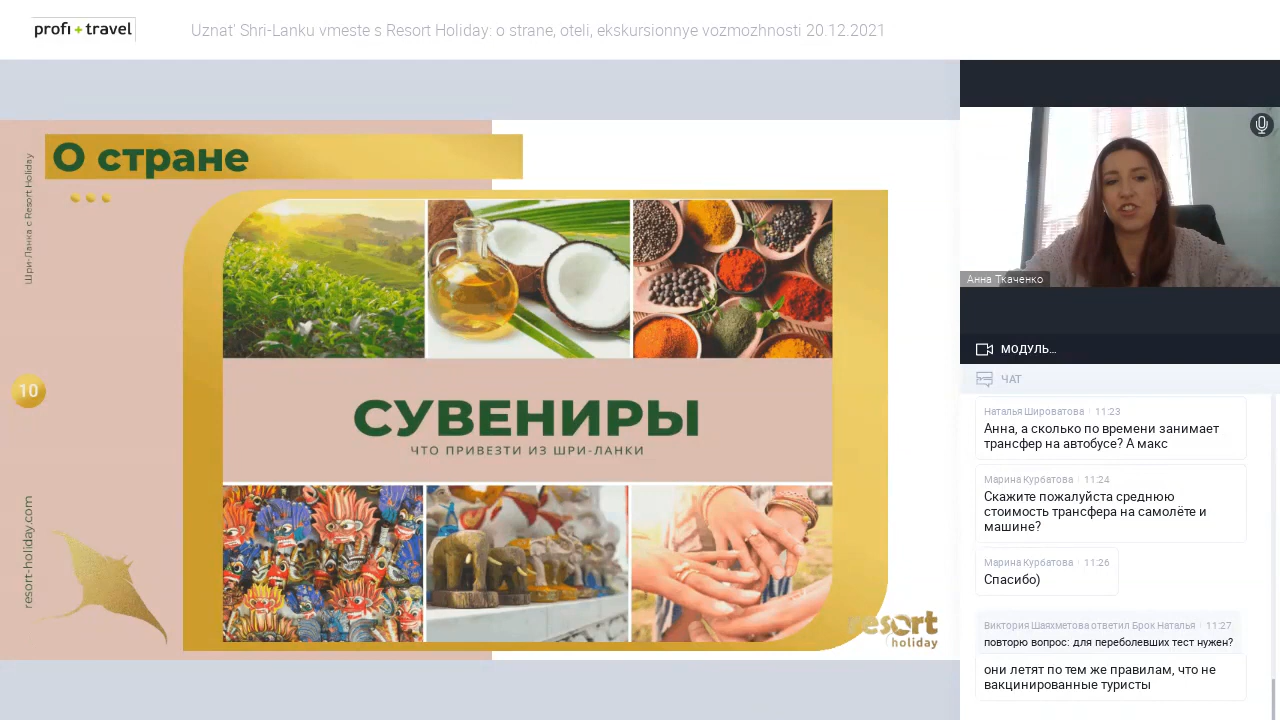 profi travel
Uznat' Shri-Lanku vmeste s Resort Holiday: o strane, oteli, ekskursionnye vozmozhnosti 20.12.2021
О стране
Шри-Ланка с Resort Holiday
10
resort-holiday.com
СУВЕНИРЫ
ЧТО ПРИВЕЗТИ ИЗ ШРИ-ЛАНКИ
resort
holiday
Анна Ткаченко
МОДУЛЬ...
ЧАТ
Наталья Широватова 11:23
Анна, а сколько по времени занимает
трансфер на автобусе? А макс
Марина Курбатова 11:24
Скажите пожалуйста среднюю
стоимость трансфера на самолёте и
машине?
Марина Курбатова 11:26
Спасибо)
Виктория Шаяхметова ответил Брок Наталья 11:27
повторю вопрос: для переболевших тест нужен?
они летят по тем же правилам, что не
вакцинированные туристы